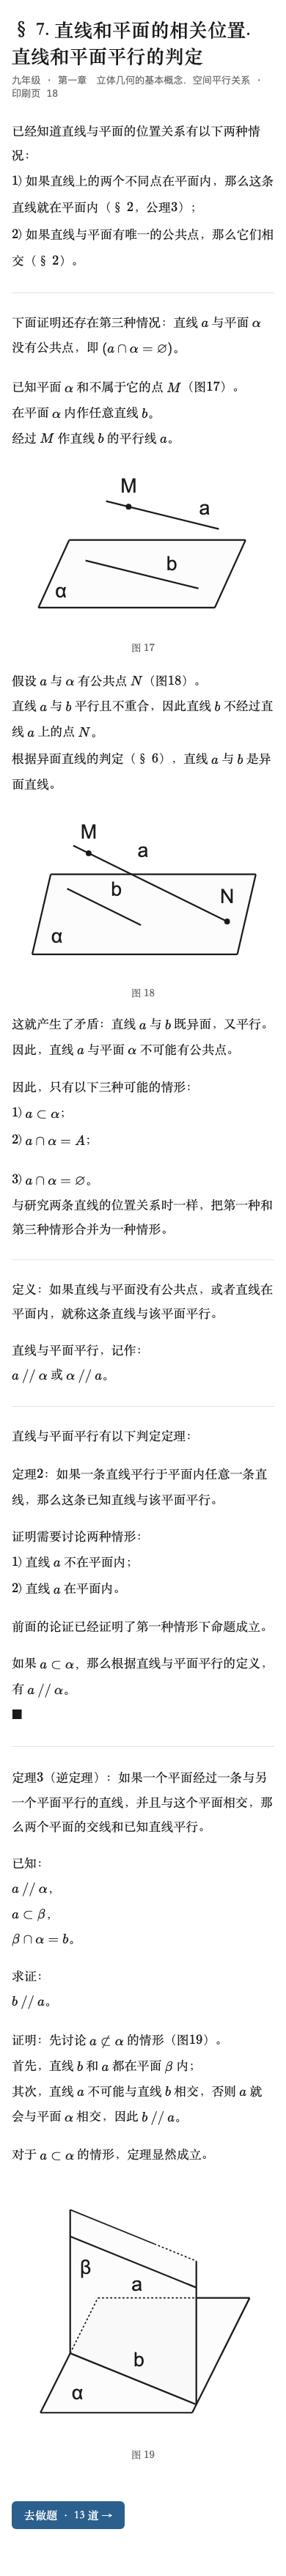 § 7. 直线和平面的相关位置.
直线和平面平行的判定
九年级 · 第一章 立体几何的基本概念. 空间平行关系 ·
印刷页 18
已经知道直线与平面的位置关系有以下两种情
况：
1) 如果直线上的两个不同点在平面内，那么这条
直线就在平面内（§ 2，公理3）；
2) 如果直线与平面有唯一的公共点，那么它们相
交（§ 2）。
下面证明还存在第三种情况：直线 a 与平面 α
没有公共点，即 (a ∩ α = ∅)。
已知平面 α 和不属于它的点 M（图17）。
在平面 α 内作任意直线 b。
经过 M 作直线 b 的平行线 a。
M
a
b
α
图 17
假设 a 与 α 有公共点 N（图18）。
直线 a 与 b 平行且不重合，因此直线 b 不经过直
线 a 上的点 N。
根据异面直线的判定（§ 6），直线 a 与 b 是异
面直线。
M
a
b
N
α
图 18
这就产生了矛盾：直线 a 与 b 既异面，又平行。
因此，直线 a 与平面 α 不可能有公共点。
因此，只有以下三种可能的情形：
1) a ⊂ α；
2) a ∩ α = A；
3) a ∩ α = ∅。
与研究两条直线的位置关系时一样，把第一种和
第三种情形合并为一种情形。
定义：如果直线与平面没有公共点，或者直线在
平面内，就称这条直线与该平面平行。
直线与平面平行，记作：
a // α 或 α // a。
直线与平面平行有以下判定定理：
定理2：如果一条直线平行于平面内任意一条直
线，那么这条已知直线与该平面平行。
证明需要讨论两种情形：
1) 直线 a 不在平面内；
2) 直线 a 在平面内。
前面的论证已经证明了第一种情形下命题成立。
如果 a ⊂ α，那么根据直线与平面平行的定义，
有 a // α。
■
定理3（逆定理）：如果一个平面经过一条与另
一个平面平行的直线，并且与这个平面相交，那
么两个平面的交线和已知直线平行。
已知：
a // α，
a ⊂ β，
β ∩ α = b。
求证：
b // a。
证明：先讨论 a ⊄ α 的情形（图19）。
首先，直线 b 和 a 都在平面 β 内；
其次，直线 a 不可能与直线 b 相交，否则 a 就
会与平面 α 相交，因此 b // a。
对于 a ⊂ α 的情形，定理显然成立。
β
a
b
α
图 19
去做题 · 13 道 →